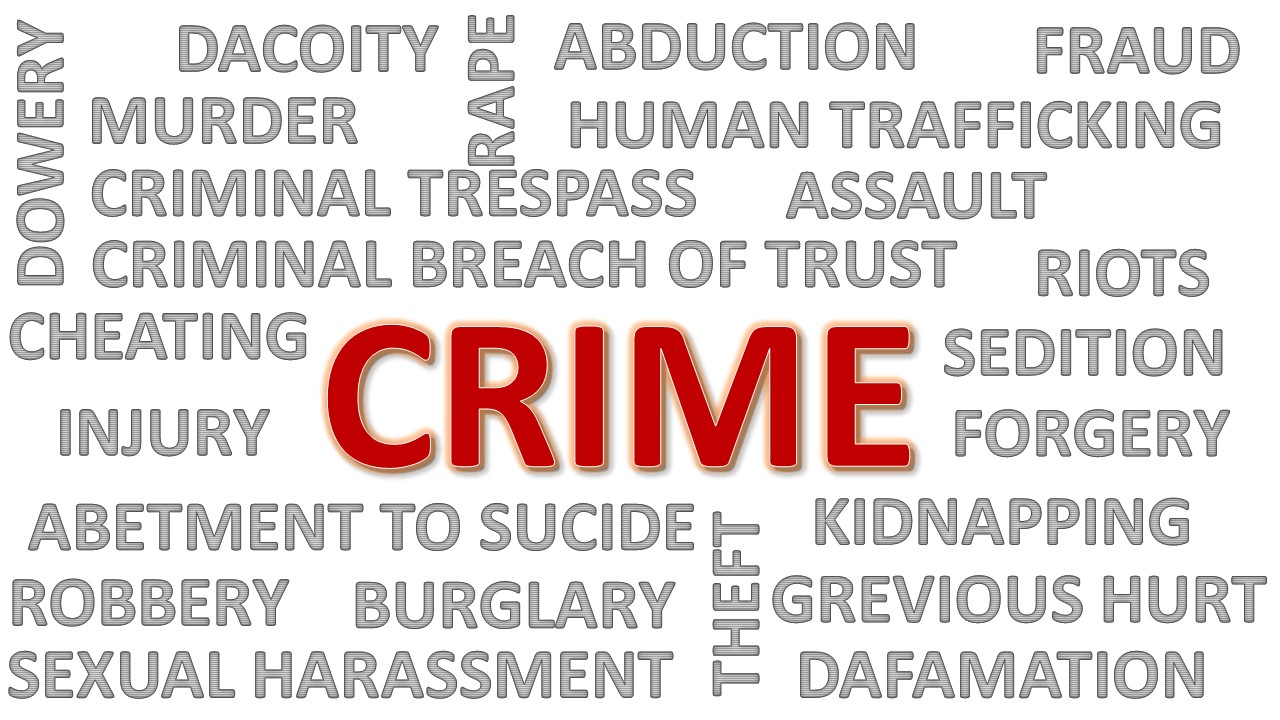 DOWERY
DACOITY
RAPE
ABDUCTION
FRAUD
MURDER
HUMAN TRAFFICKING
CRIMINAL TRESPASS
ASSAULT
CRIMINAL BREACH OF TRUST
RIOTS
CHEATING
CRIME
SEDITION
INJURY
FORGERY
ABETMENT TO SUCIDE
THEFT
KIDNAPPING
ROBBERY
BURGLARY
GREVIOUS HURT
SEXUAL HARASSMENT
DAFAMATION